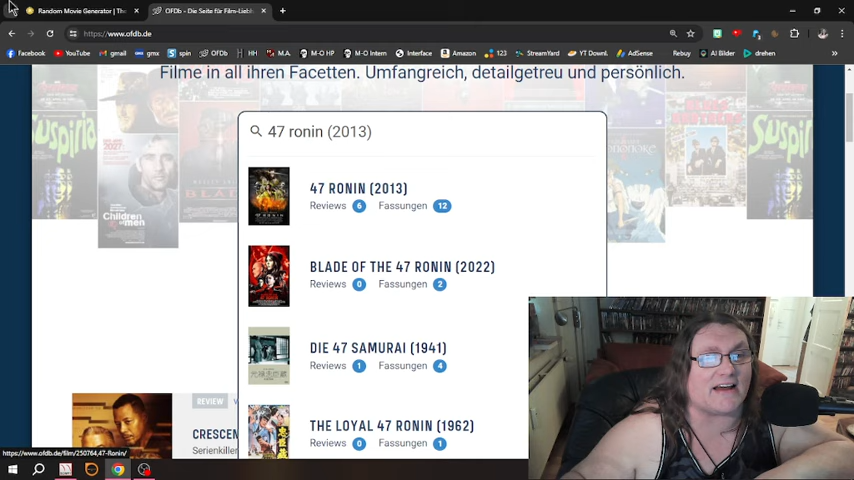 Random Movie Generator | The
OFDb - Die Seite für Film-Liebh
https://www.ofdb.de
Facebook YouTube gmail gmx spin OFDb HH M.A. M-O HP M-O Intern Interface Amazon 123 StreamYard YT Downl. AdSense Rebuy AI Bilder drehen
Filme in all ihren Facetten. Umfangreich, detailgetreu und persönlich.
47 ronin (2013)
47 RONIN (2013)
Reviews 6 Fassungen 12
BLADE OF THE 47 RONIN (2022)
Reviews 0 Fassungen 2
DIE 47 SAMURAI (1941)
Reviews 1 Fassungen 4
THE LOYAL 47 RONIN (1962)
Reviews 0 Fassungen 1
Suspiria
Children of men
BLADE
REVIEW
CRESCEN
Serienkiller
https://www.ofdb.de/film/250764,47-Ronin/